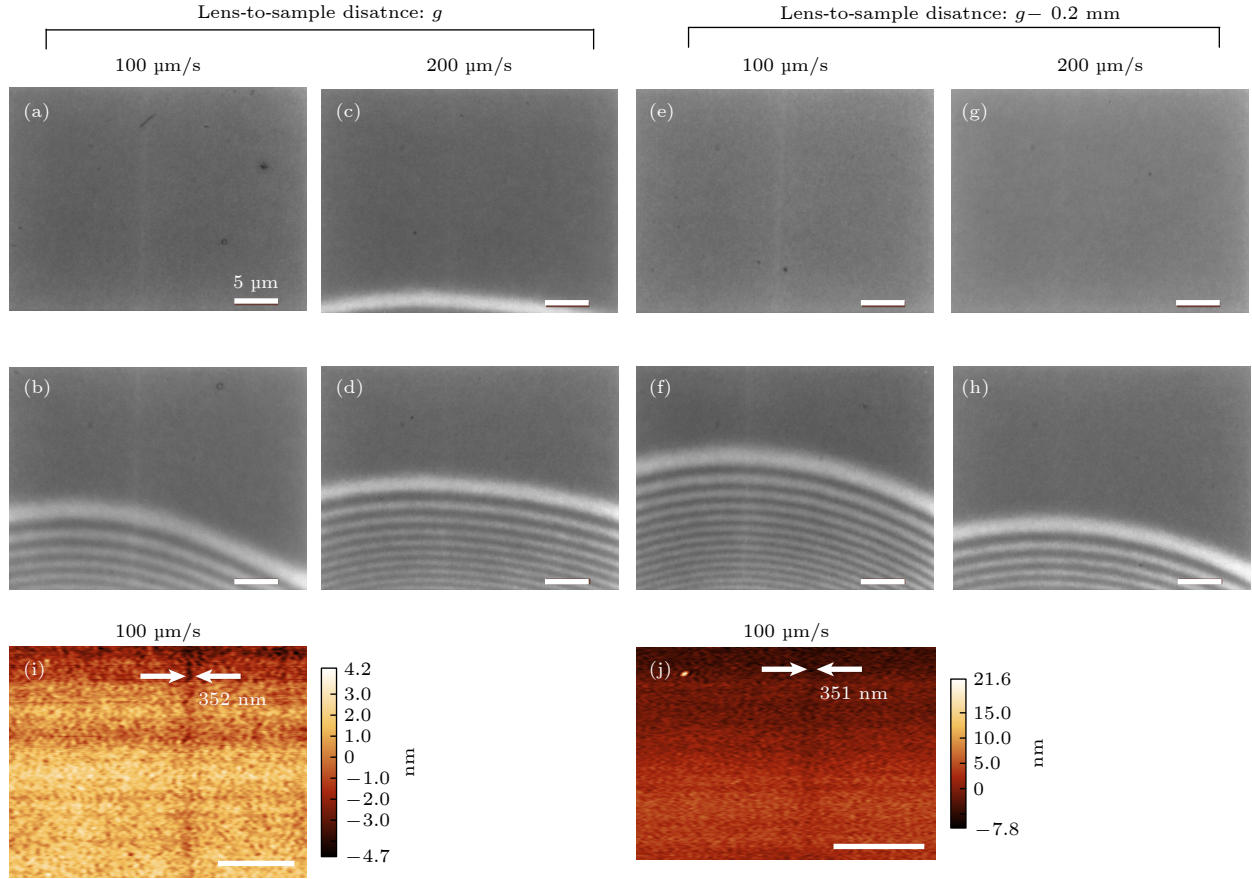 Lens-to-sample disatnce: g
Lens-to-sample disatnce: g− 0.2 mm
100 µm/s
200 µm/s
100 µm/s
200 µm/s
(a)
(c)
(e)
(g)
5 µm
(b)
(d)
(f)
(h)
100 µm/s
100 µm/s
(i)
352 nm
4.2
3.0
2.0
1.0
0
−1.0
−2.0
−3.0
−4.7
nm
(j)
351 nm
21.6
15.0
10.0
5.0
0
−7.8
nm